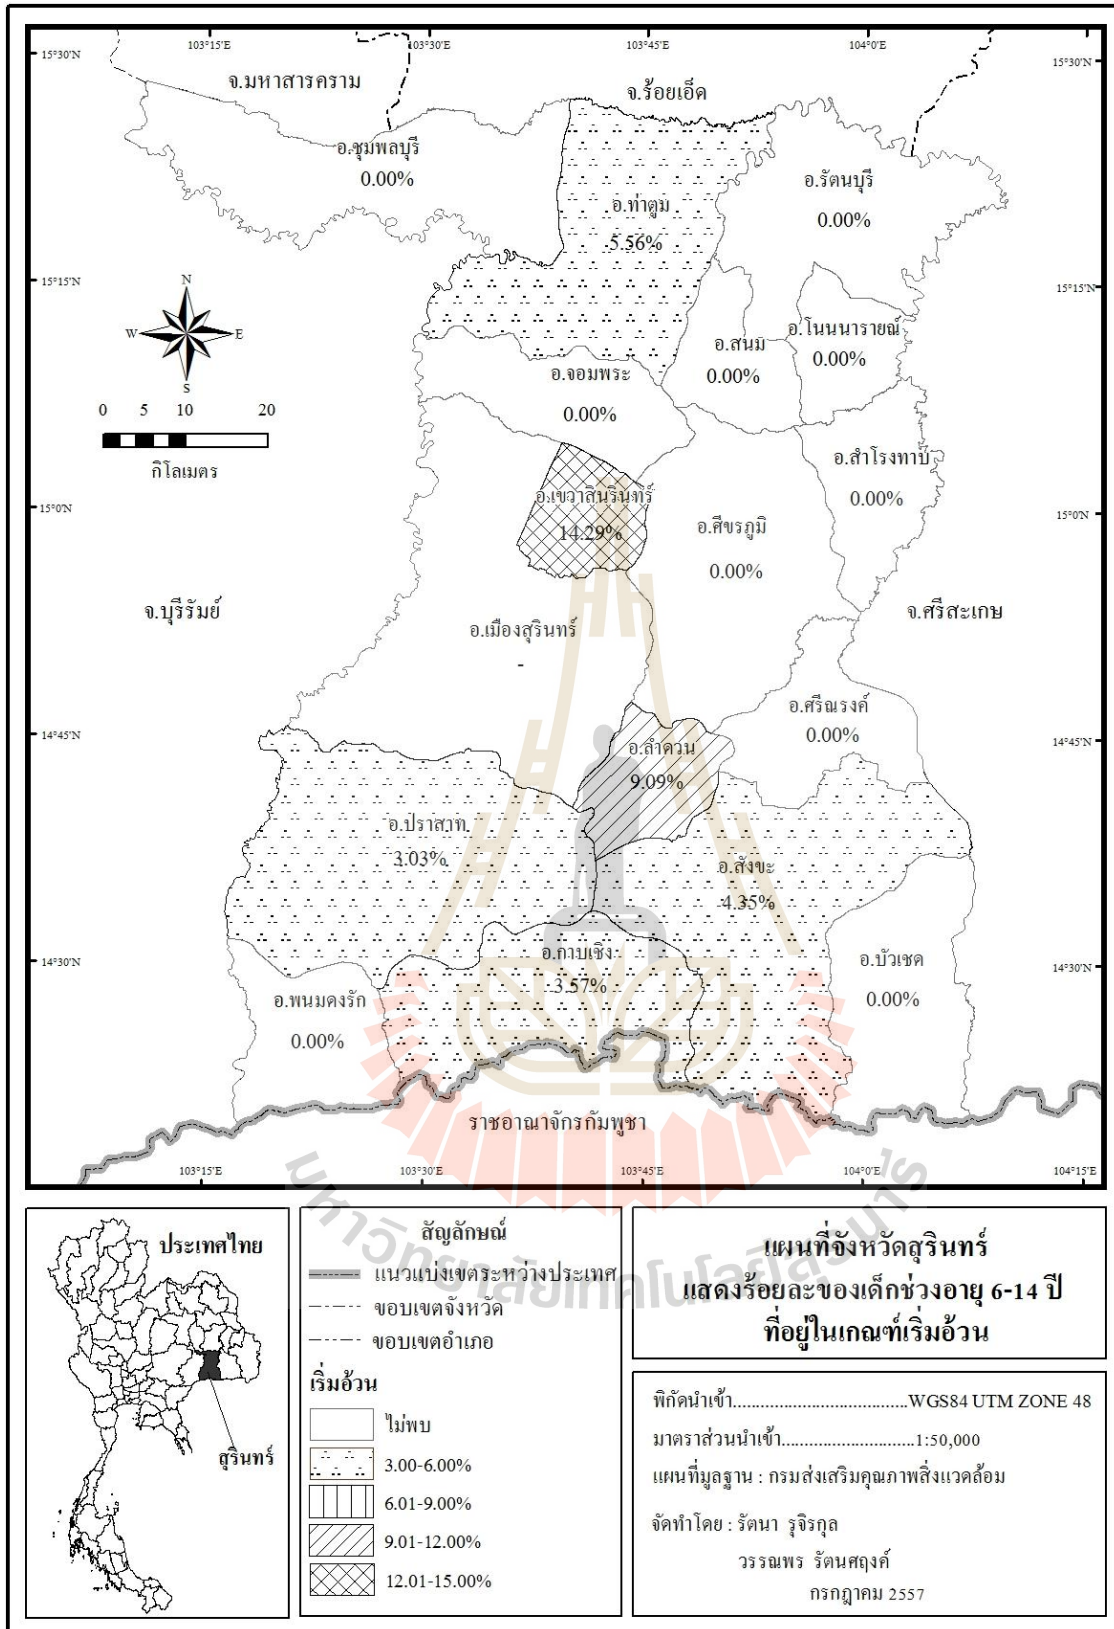 103°15'E 103°30'E 103°45'E 104°0'E
15°30'N 15°30'N
จ.มหาสารคราม
จ.ร้อยเอ็ด
อ.ชุมพลบุรี
0.00%
อ.รัตนบุรี
0.00%
อ.ท่าตูม
5.56%
15°15'N 15°15'N
N
W E
S
อ.สนม
0.00%
อ.โนนนารายณ์
0.00%
อ.จอมพระ
0.00%
0 5 10 20
กิโลเมตร
อ.สำโรงทาบ
0.00%
อ.เขวาสินรินทร์
14.29%
15°0'N 15°0'N
อ.ศีขรภูมิ
0.00%
จ.บุรีรัมย์
จ.ศรีสะเกษ
อ.เมืองสุรินทร์
-
อ.ศรีณรงค์
0.00%
14°45'N 14°45'N
อ.ลำดวน
9.09%
อ.ปราสาท
3.03%
อ.สังขะ
4.35%
อ.กาบเชิง
3.57%
อ.บัวเชด
0.00%
14°30'N 14°30'N
อ.พนมดงรัก
0.00%
ราชอาณาจักรกัมพูชา
103°15'E 103°30'E 103°45'E 104°0'E 104°15'E
มหาวิทยาลัยเทคโนโลยีสุรนารี
ประเทศไทย
สุรินทร์
สัญลักษณ์
แนวแบ่งเขตระหว่างประเทศ
ขอบเขตจังหวัด
ขอบเขตอำเภอ
เริ่มอ้วน
ไม่พบ
3.00-6.00%
6.01-9.00%
9.01-12.00%
12.01-15.00%
แผนที่จังหวัดสุรินทร์
แสดงร้อยละของเด็กช่วงอายุ 6-14 ปี
ที่อยู่ในเกณฑ์เริ่มอ้วน
พิกัดนำเข้า...................................WGS84 UTM ZONE 48
มาตราส่วนนำเข้า..........................1:50,000
แผนที่มูลฐาน : กรมส่งเสริมคุณภาพสิ่งแวดล้อม
จัดทำโดย : รัตนา รุจิรกุล
วรรณพร รัตนศฤงค์
กรกฎาคม 2557